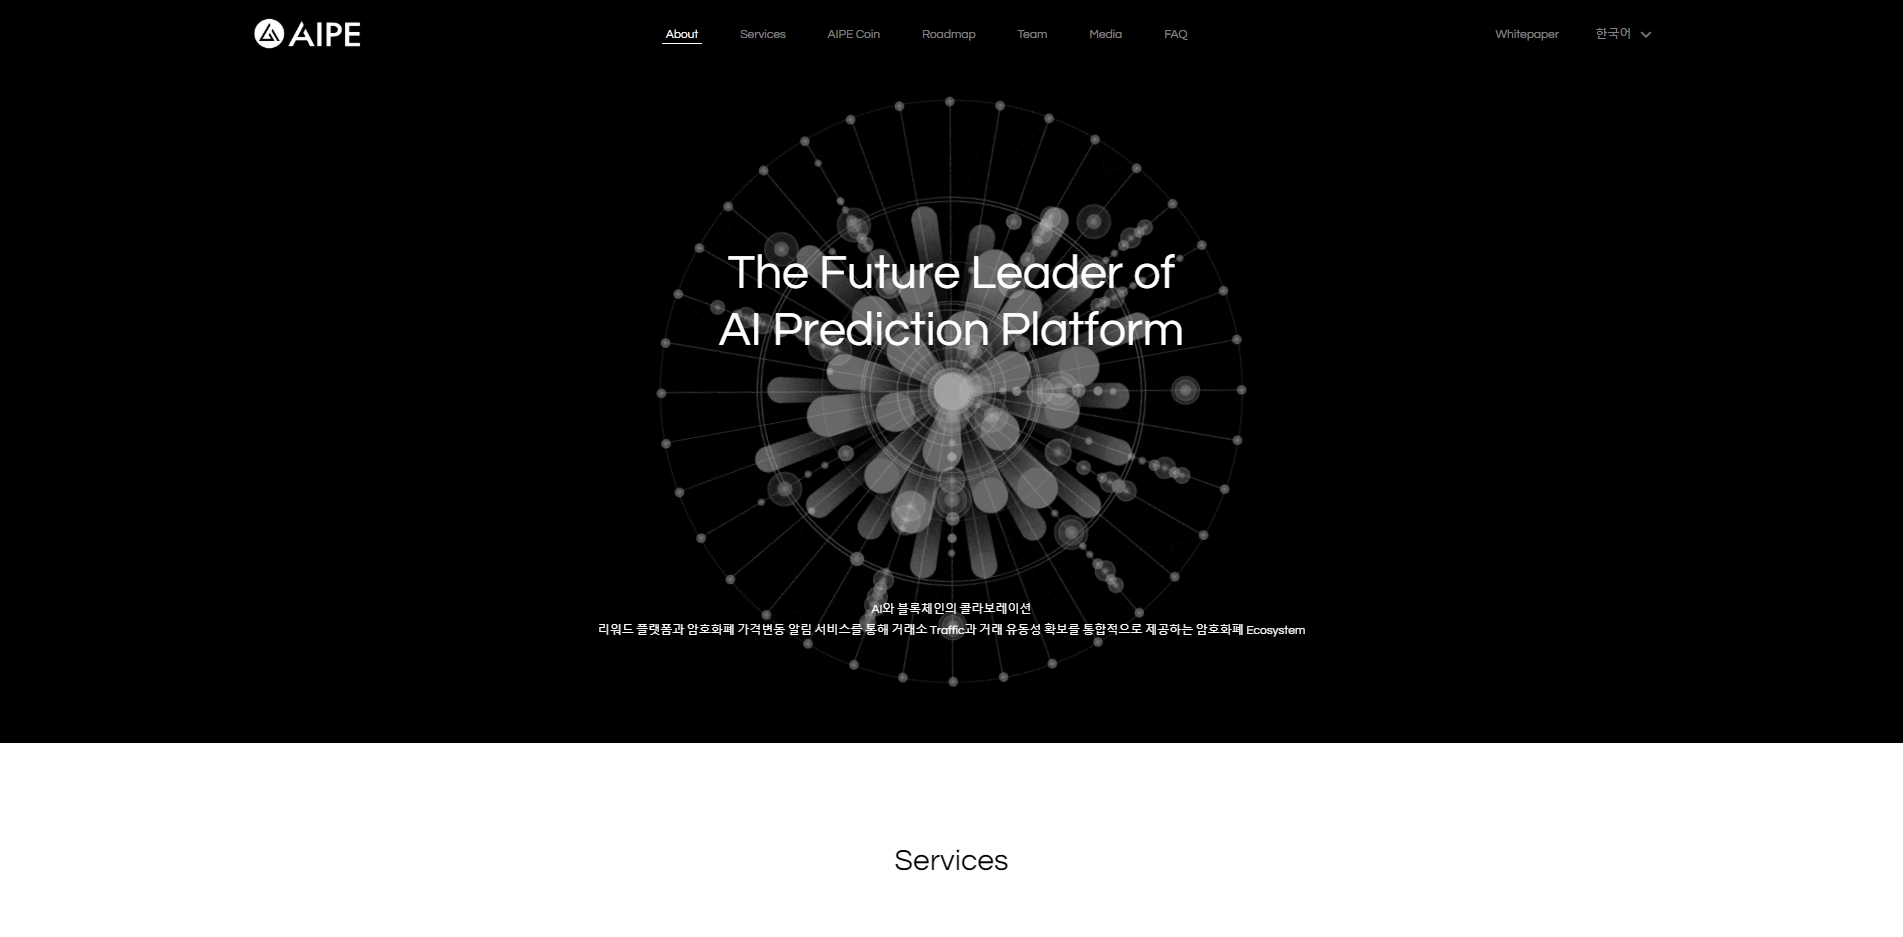 AIPE
About
Services
AIPE Coin
Roadmap
Team
Media
FAQ
Whitepaper
한국어
The Future Leader of
AI Prediction Platform
AI와 블록체인의 콜라보레이션
리워드 플랫폼과 암호화폐 가격변동 알림 서비스를 통해 거래소 Traffic과 거래 유동성 확보를 통합적으로 제공하는 암호화폐 Ecosystem
Services